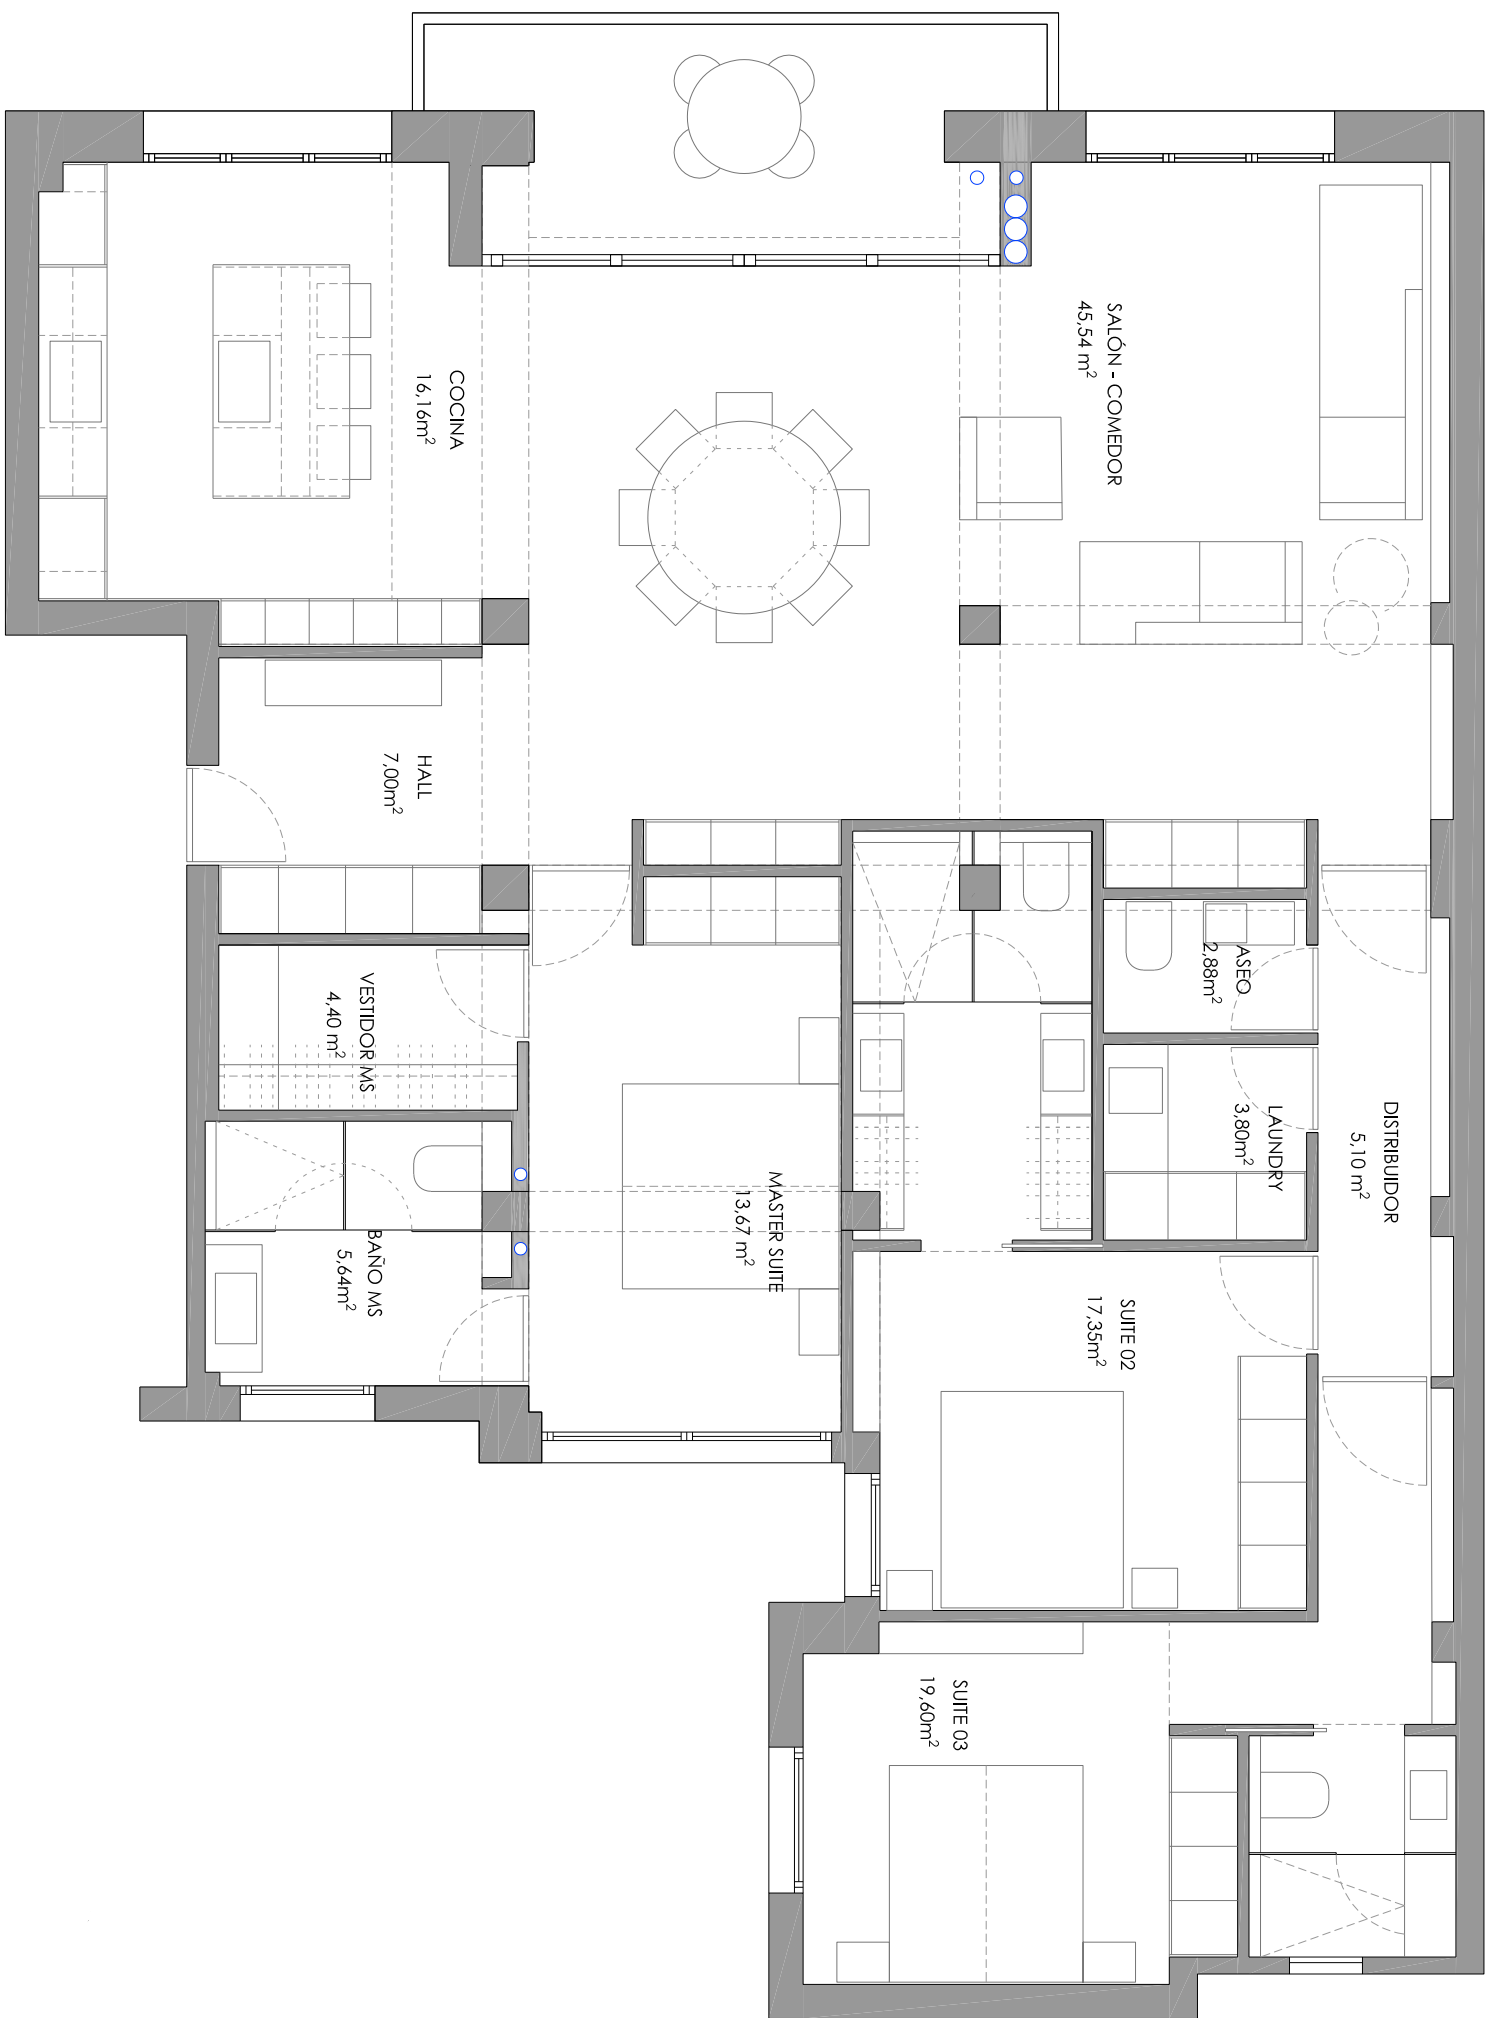 SALÓN - COMEDOR
45,54 m²
COCINA
16,16m²
HALL
7,00m²
ASEO
2,88m²
VESTIDOR MS
4,40 m²
LAUNDRY
3,80m²
DISTRIBUIDOR
5,10 m²
MASTER SUITE
13,67 m²
BAÑO MS
5,64m²
SUITE 02
17,35m²
SUITE 03
19,60m²